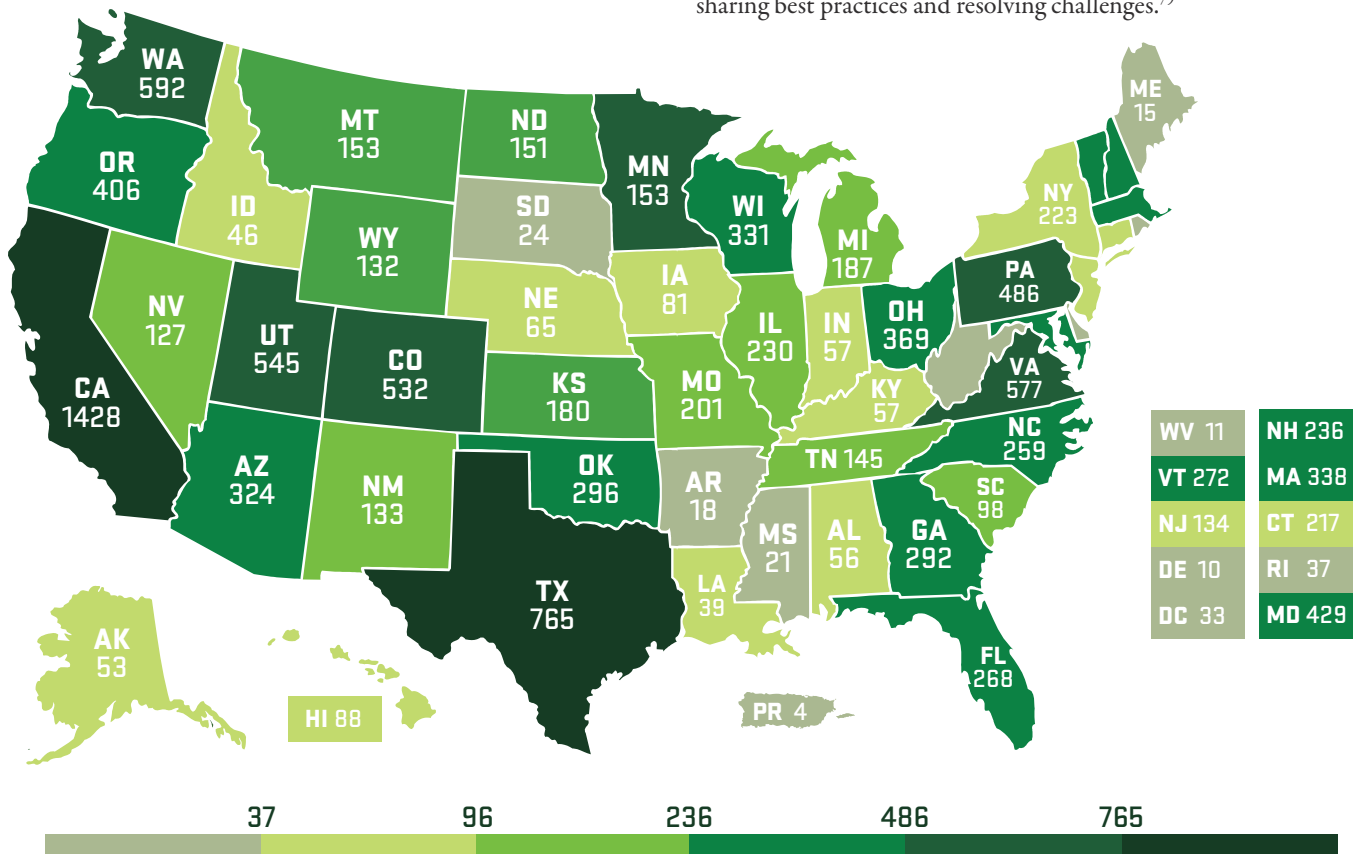 sharing best practices and resolving challenges.⁷⁹
WA
592
OR
406
ID
46
MT
153
ND
151
MN
153
SD
24
WI
331
MI
187
NY
223
ME
15
WY
132
NV
127
UT
545
CO
532
CA
1428
NE
65
IA
81
IL
230
IN
57
OH
369
PA
486
KS
180
MO
201
KY
57
VA
577
NC
259
TN 145
SC
98
AZ
324
NM
133
OK
296
AR
18
MS
21
AL
56
GA
292
TX
765
LA
39
FL
268
AK
53
HI 88
PR 4
WV 11
NH 236
VT 272
MA 338
NJ 134
CT 217
DE 10
RI 37
DC 33
MD 429
37 96 236 486 765